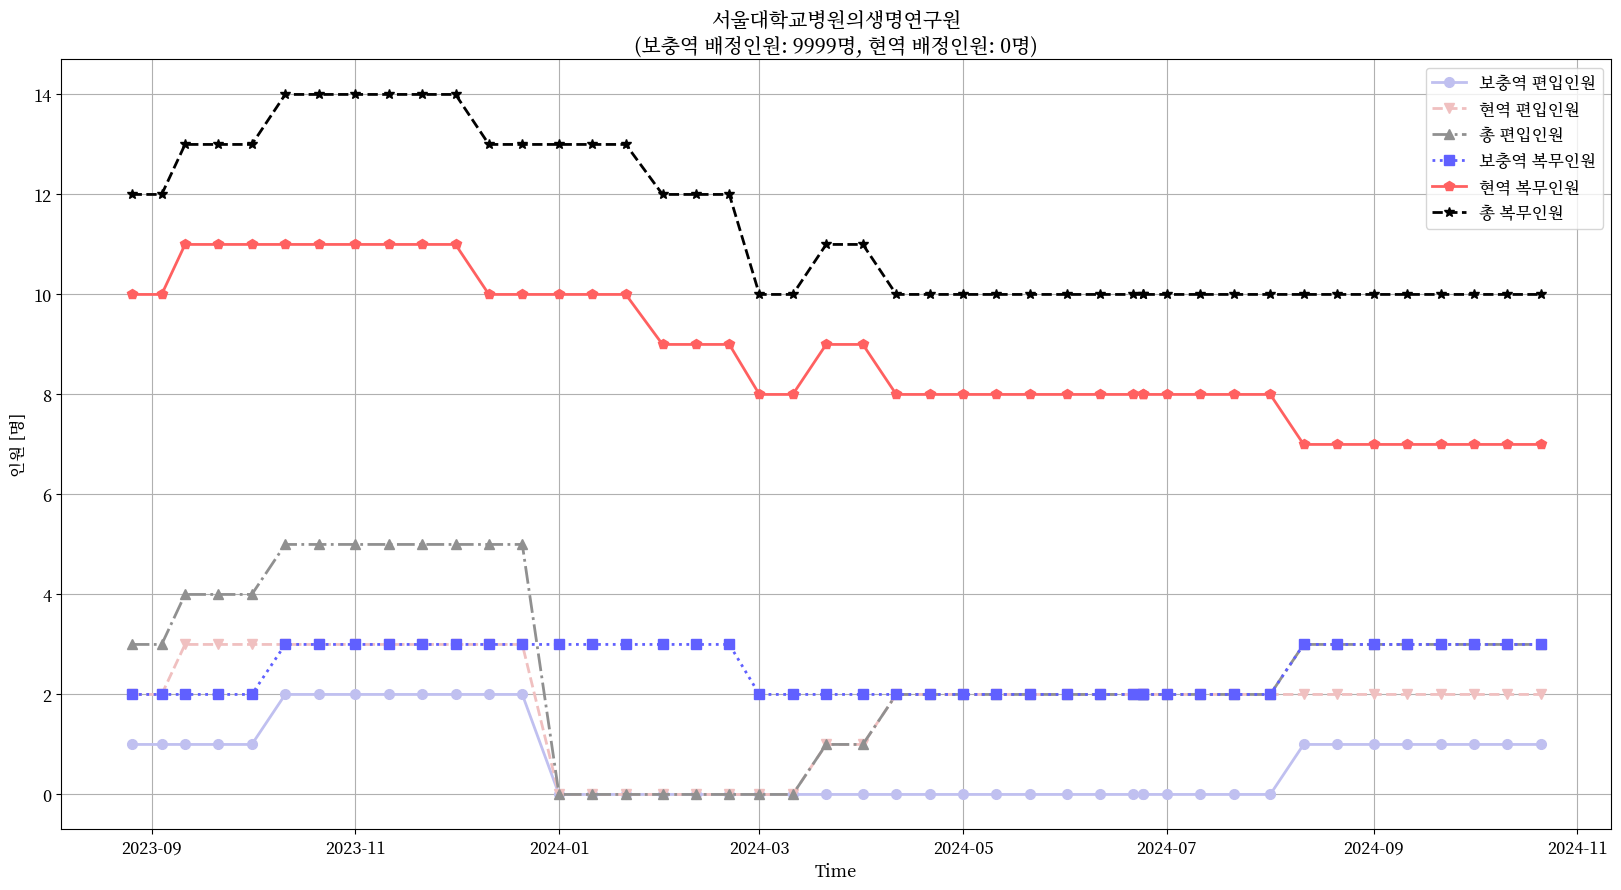 서울대학교병원의생명연구원
(보충역 배정인원: 9999명, 현역 배정인원: 0명)
보충역 편입인원
현역 편입인원
총 편입인원
보충역 복무인원
현역 복무인원
총 복무인원
인원 [명]
14
12
10
8
6
4
2
0
2023-09
2023-11
2024-01
2024-03
2024-05
2024-07
2024-09
2024-11
Time